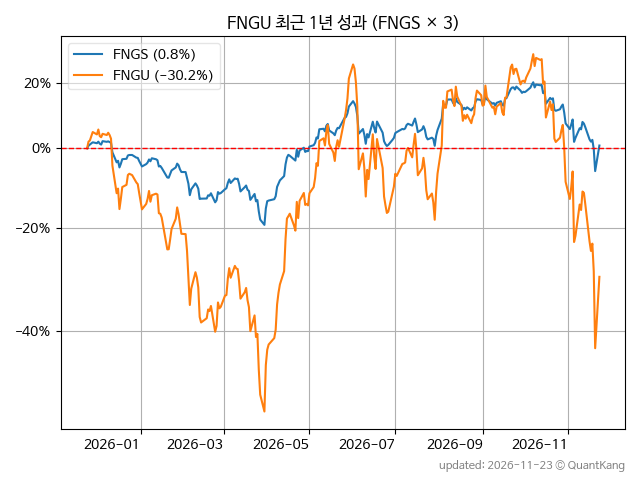 FNGU 최근 1년 성과 (FNGS × 3)
FNGS (0.8%)
FNGU (−30.2%)
20%
0%
−20%
−40%
2026−01
2026−03
2026−05
2026−07
2026−09
2026−11
updated: 2026−11−23 ⓒ QuantKang